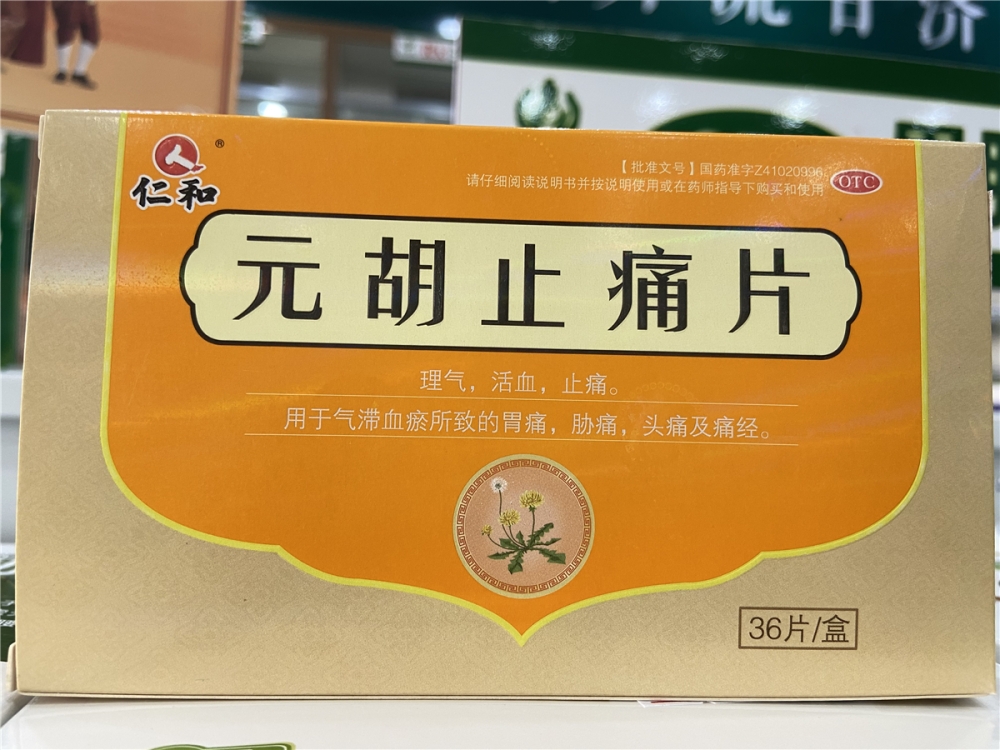 仁和
®
【批准文号】国药准字Z41020996
请仔细阅读说明书并按说明使用或在药师指导下购买和使用
OTC
元胡止痛片
理气，活血，止痛。
用于气滞血瘀所致的胃痛，胁痛，头痛及痛经。
36片/盒